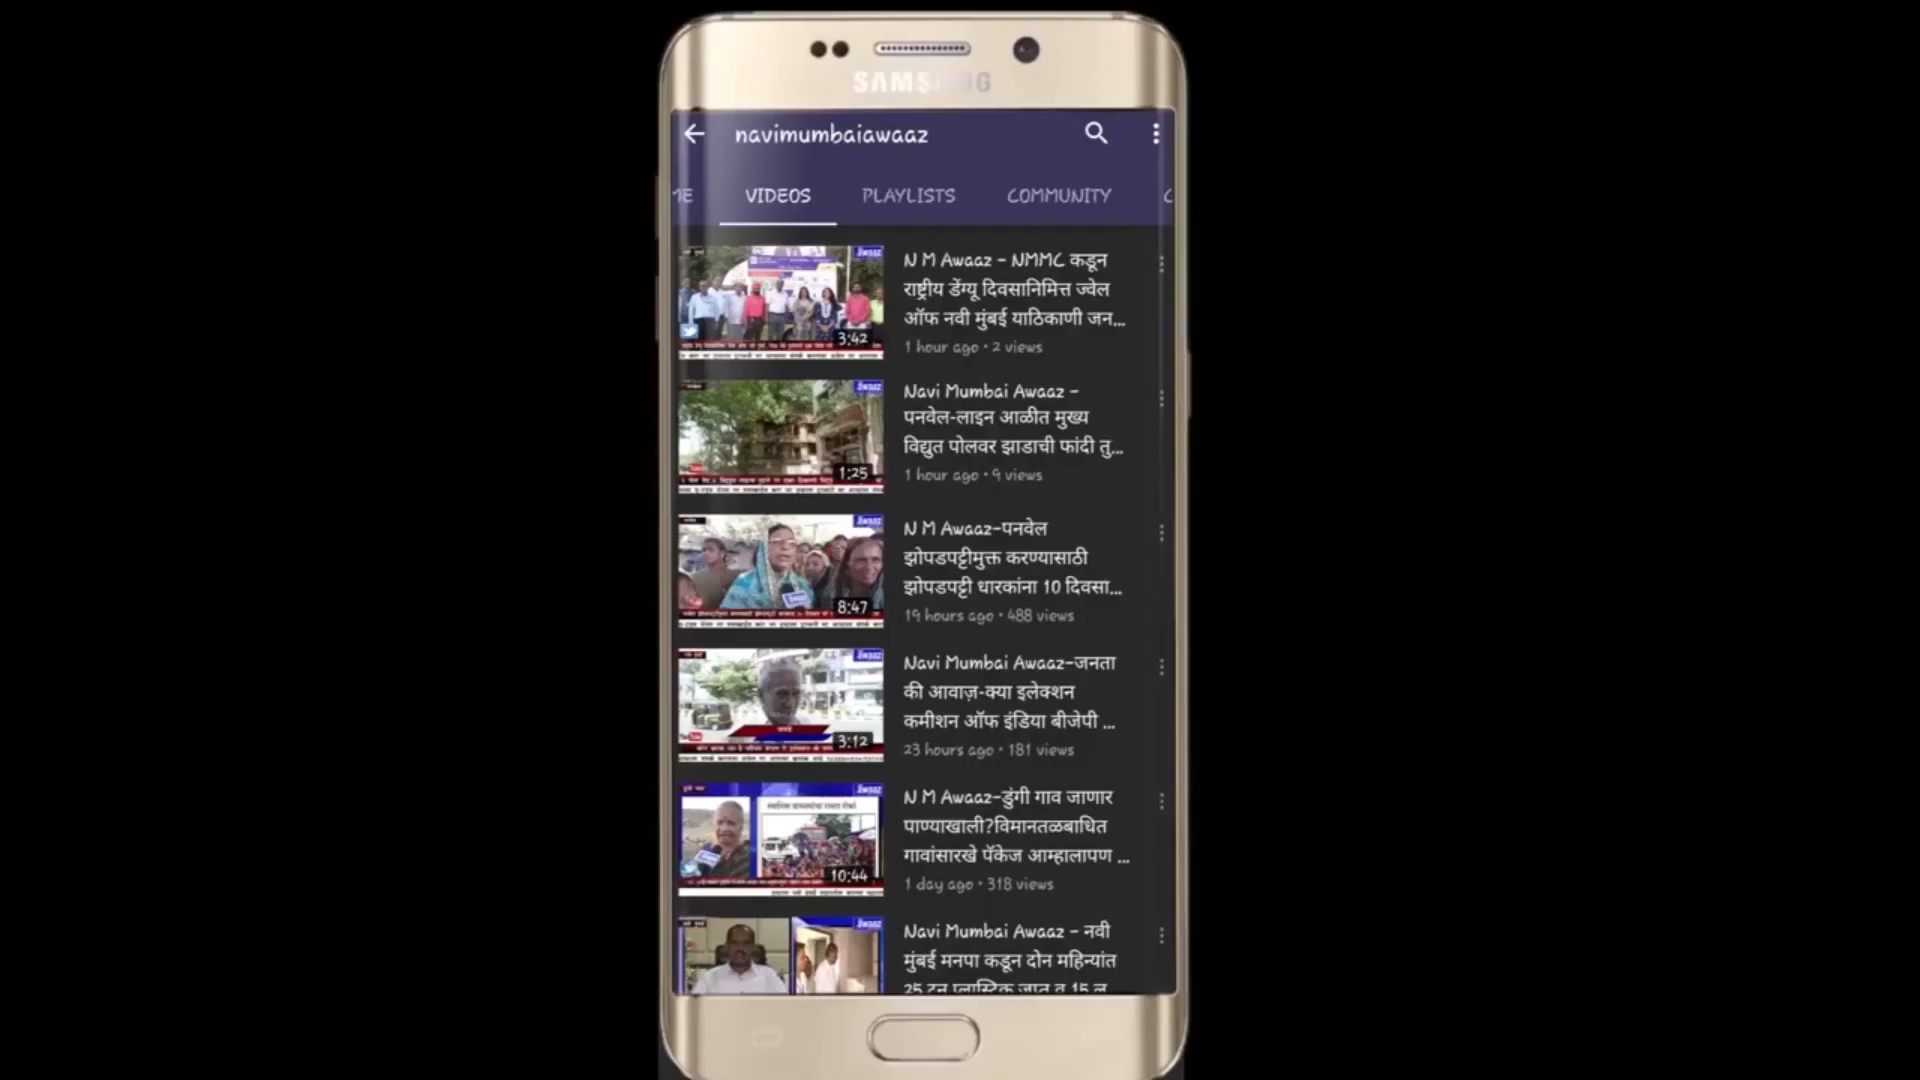 SAMSUNG
navimumbaiawaaz
VIDEOS
PLAYLISTS
COMMUNITY
N M Awaaz - NMMC कडून
राष्ट्रीय डेंग्यू दिवसानिमित्त ज्वेल
ऑफ नवी मुंबई याठिकाणी जन...
1 hour ago • 2 views
3:42
Navi Mumbai Awaaz -
पनवेल-लाइन आळीत मुख्य
विद्युत पोलवर झाडाची फांदी तु...
1 hour ago • 9 views
1:25
N M Awaaz-पनवेल
झोपडपट्टीमुक्त करण्यासाठी
झोपडपट्टी धारकांना 10 दिवसा...
19 hours ago • 488 views
8:47
Navi Mumbai Awaaz-जनता
की आवाज़-क्या इलेक्शन
कमीशन ऑफ इंडिया बीजेपी ...
23 hours ago • 181 views
3:12
N M Awaaz-डुंगी गाव जाणार
पाण्याखाली?विमानतळबाधित
गावांसारखे पॅकेज आम्हालापण ...
1 day ago • 318 views
10:44
Navi Mumbai Awaaz - नवी
मुंबई मनपा कडून दोन महिन्यांत
25 टन प्लास्टिक जप्त व 15 ल